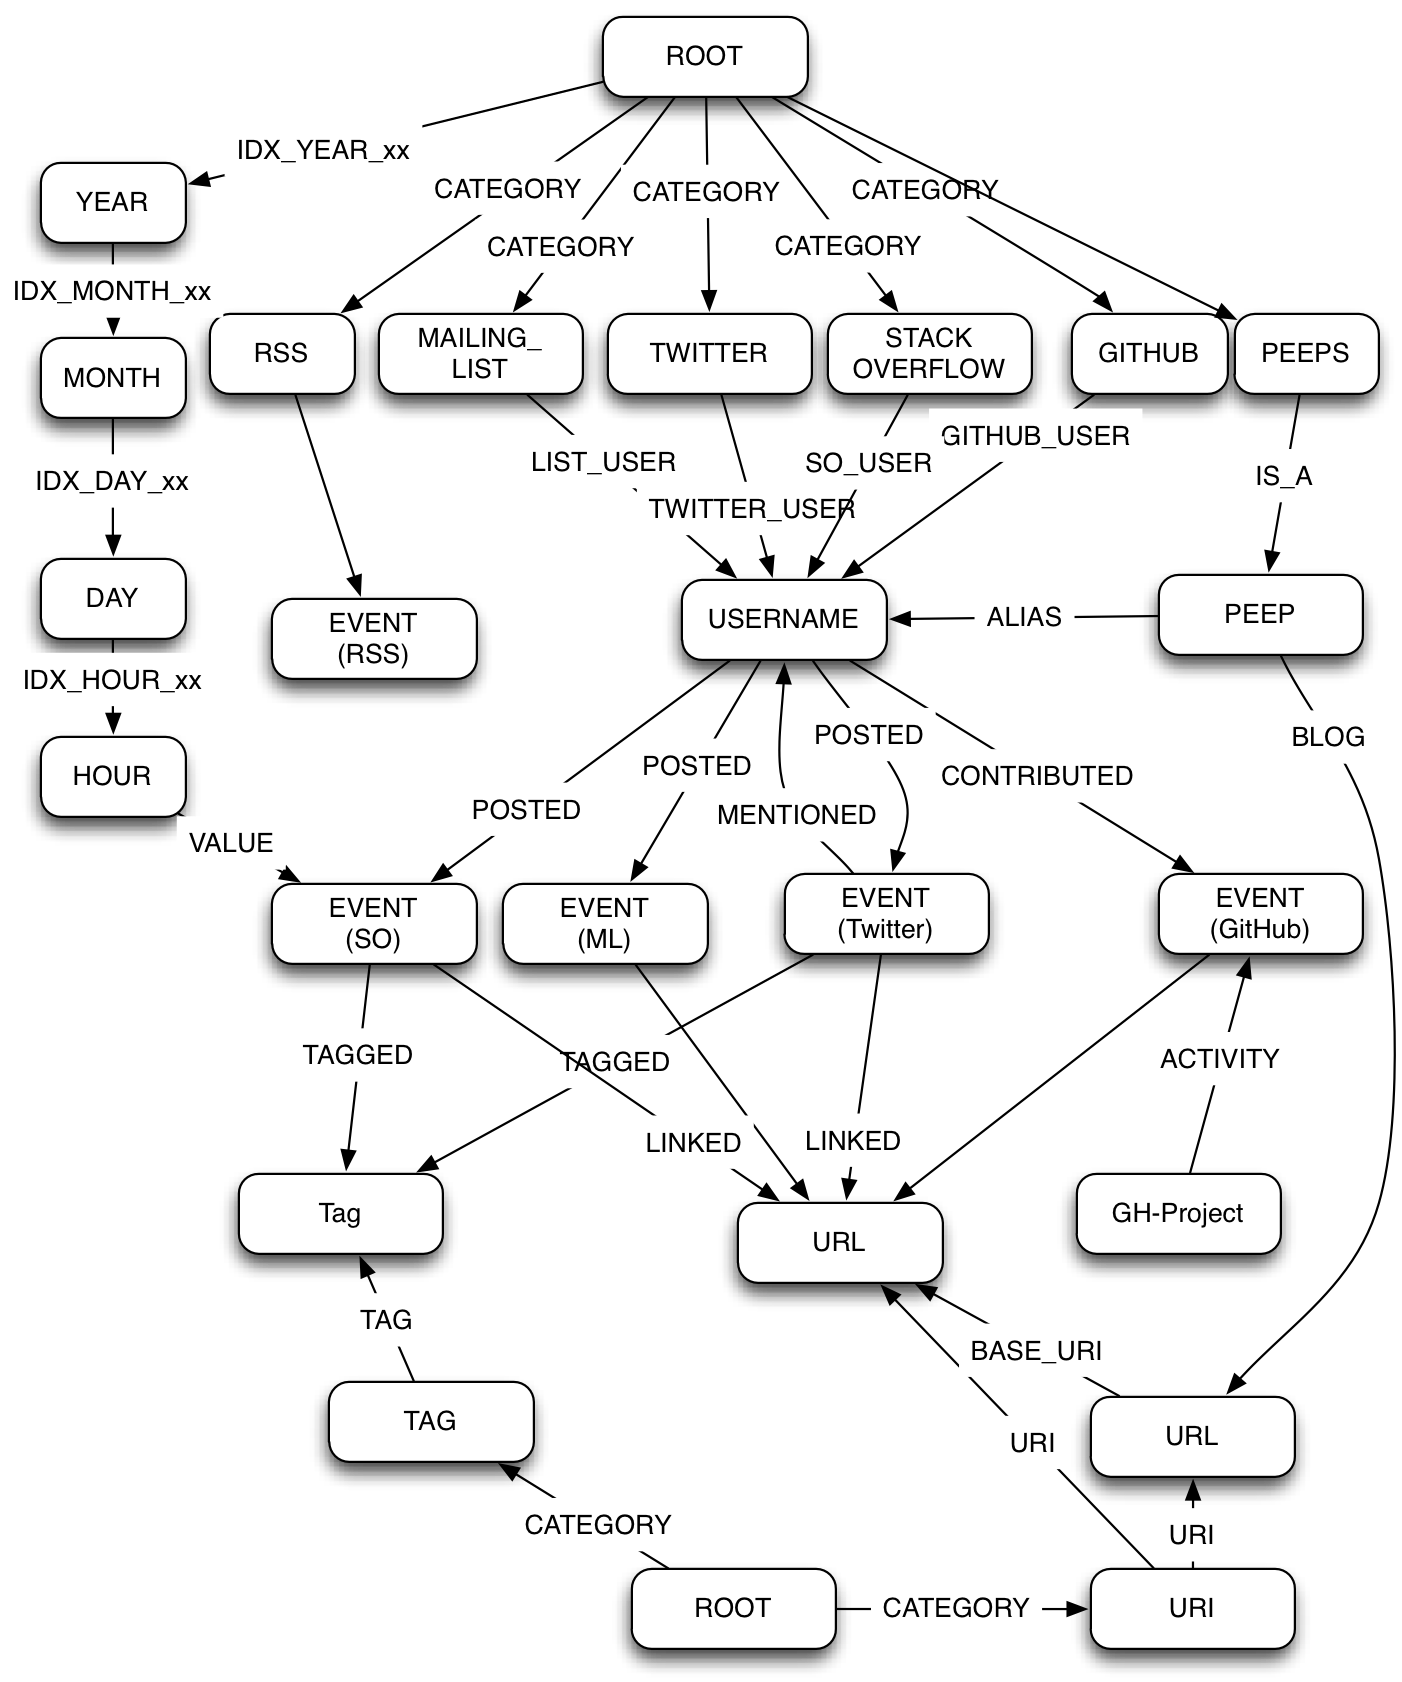 ROOT
IDX_YEAR_xx
YEAR
CATEGORY
CATEGORY
CATEGORY
CATEGORY
CATEGORY
IDX_MONTH_xx
MONTH
RSS
MAILING_
LIST
TWITTER
STACK
OVERFLOW
GITHUB
PEEPS
LIST_USER
TWITTER_USER
SO_USER
GITHUB_USER
IS_A
IDX_DAY_xx
DAY
EVENT
(RSS)
USERNAME
ALIAS
PEEP
IDX_HOUR_xx
HOUR
POSTED
POSTED
MENTIONED
POSTED
CONTRIBUTED
BLOG
VALUE
EVENT
(SO)
EVENT
(ML)
EVENT
(Twitter)
EVENT
(GitHub)
TAGGED
TAGGED
LINKED
LINKED
ACTIVITY
Tag
URL
GH-Project
TAG
BASE_URI
TAG
URI
URL
CATEGORY
URI
ROOT
CATEGORY
URI